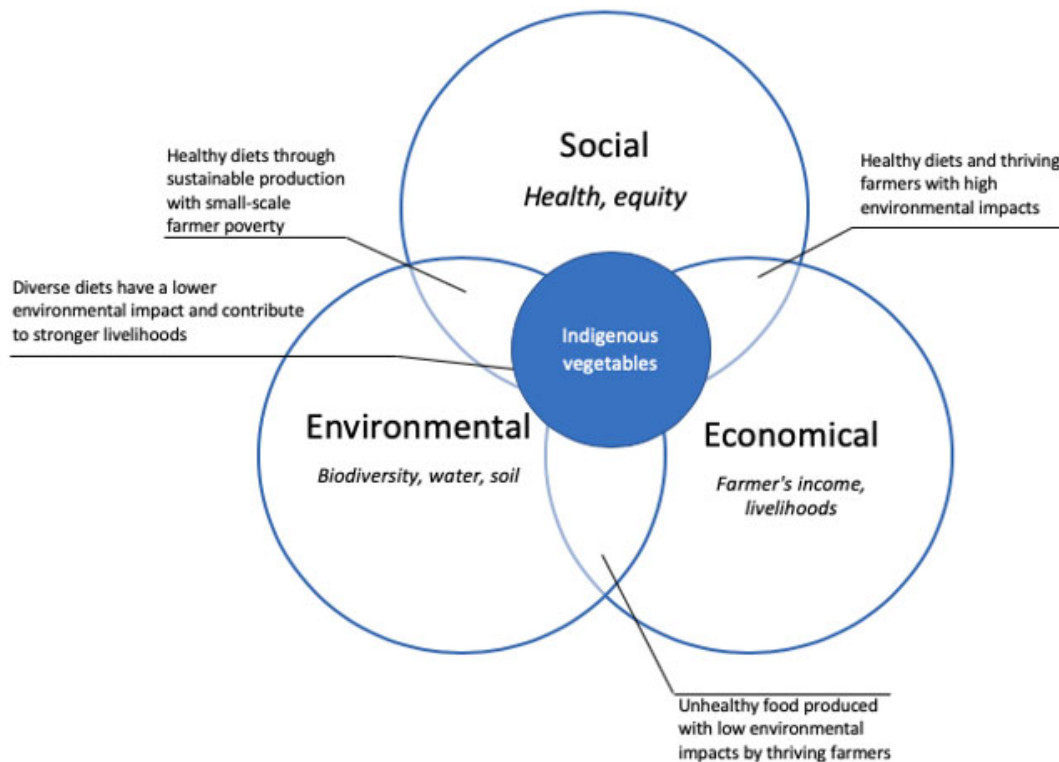 Social
Health, equity
Healthy diets through
sustainable production
with small-scale
farmer poverty
Healthy diets and thriving
farmers with high
environmental impacts
Diverse diets have a lower
environmental impact and contribute
to stronger livelihoods
Indigenous
vegetables
Environmental
Biodiversity, water, soil
Economical
Farmer's income,
livelihoods
Unhealthy food produced
with low environmental
impacts by thriving farmers